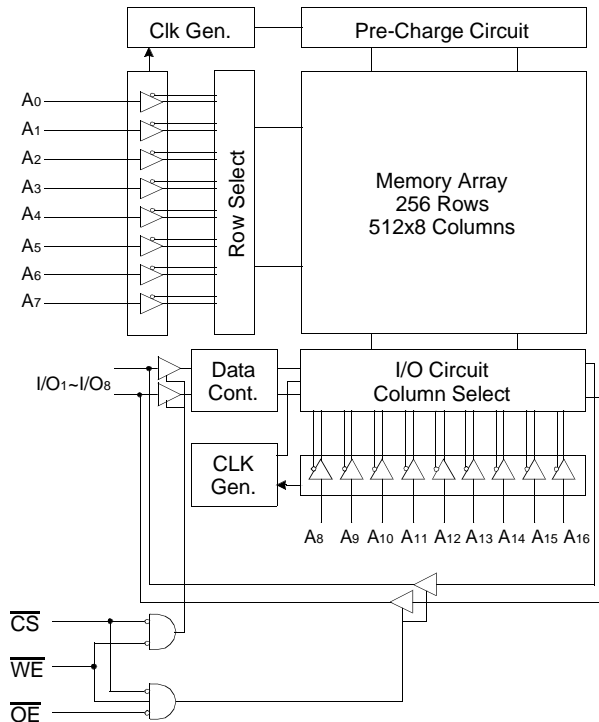 Clk Gen.
Pre-Charge Circuit
A0
A1
A2
A3
A4
A5
A6
A7
Row Select
Memory Array
256 Rows
512x8 Columns
I/O1~I/O8
Data
Cont.
I/O Circuit
Column Select
CLK
Gen.
A8 A9 A10 A11 A12 A13 A14 A15 A16
CS
WE
OE